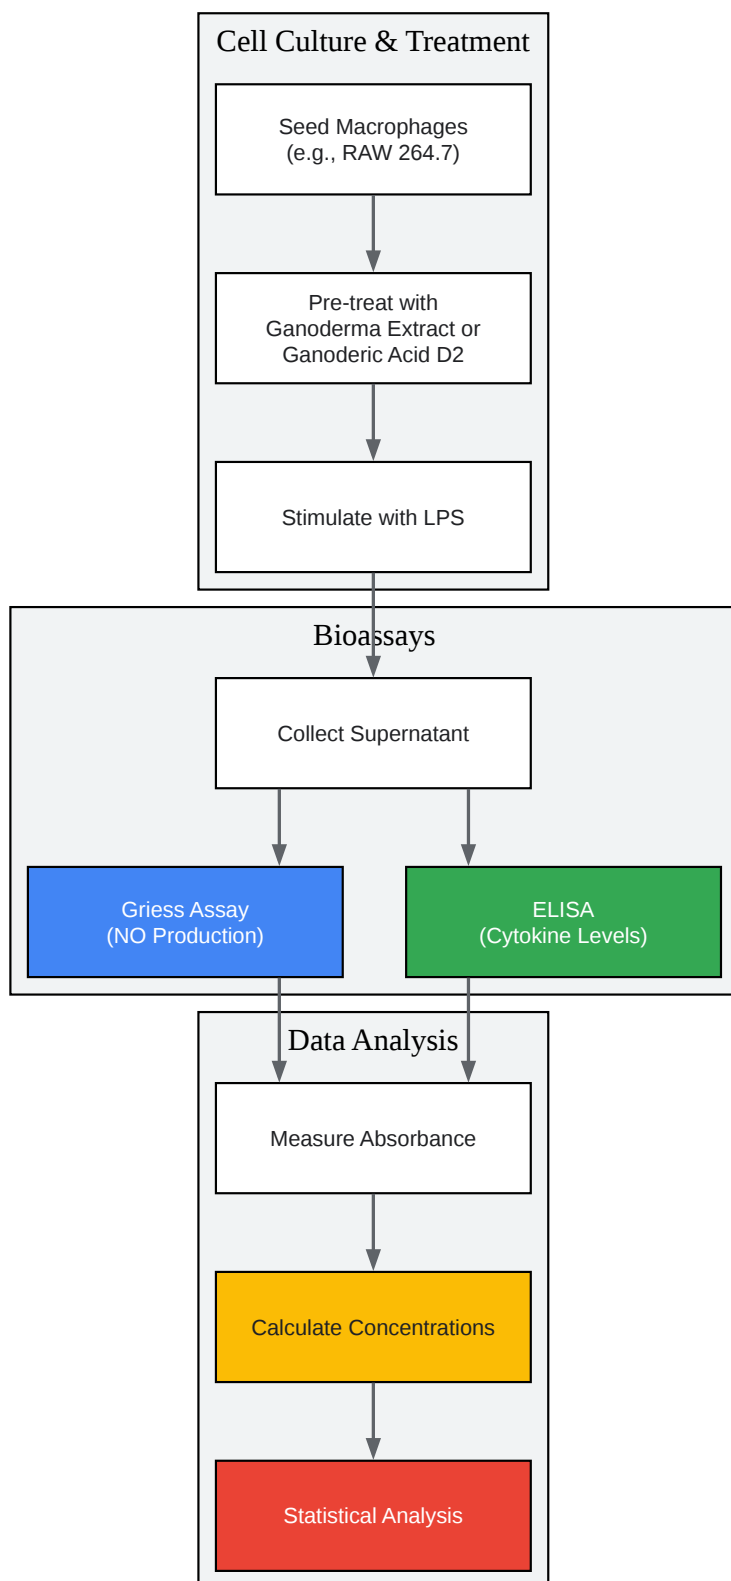 Cell Culture & Treatment
Seed Macrophages
(e.g., RAW 264.7)
Pre-treat with
Ganoderma Extract or
Ganoderic Acid D2
Stimulate with LPS
Bioassays
Collect Supernatant
Griess Assay
(NO Production)
ELISA
(Cytokine Levels)
Data Analysis
Measure Absorbance
Calculate Concentrations
Statistical Analysis